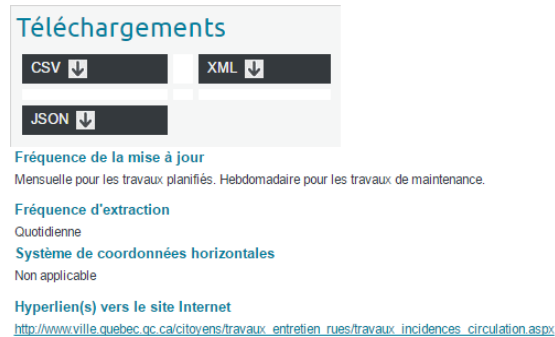 Téléchargements
CSV XML
JSON
Fréquence de la mise à jour
Mensuelle pour les travaux planifiés. Hebdomadaire pour les travaux de maintenance.
Fréquence d'extraction
Quotidienne
Système de coordonnées horizontales
Non applicable
Hyperlien(s) vers le site Internet
http://www.ville.quebec.qc.ca/citoyens/travaux_entretien_rues/travaux_incidences_circulation.aspx